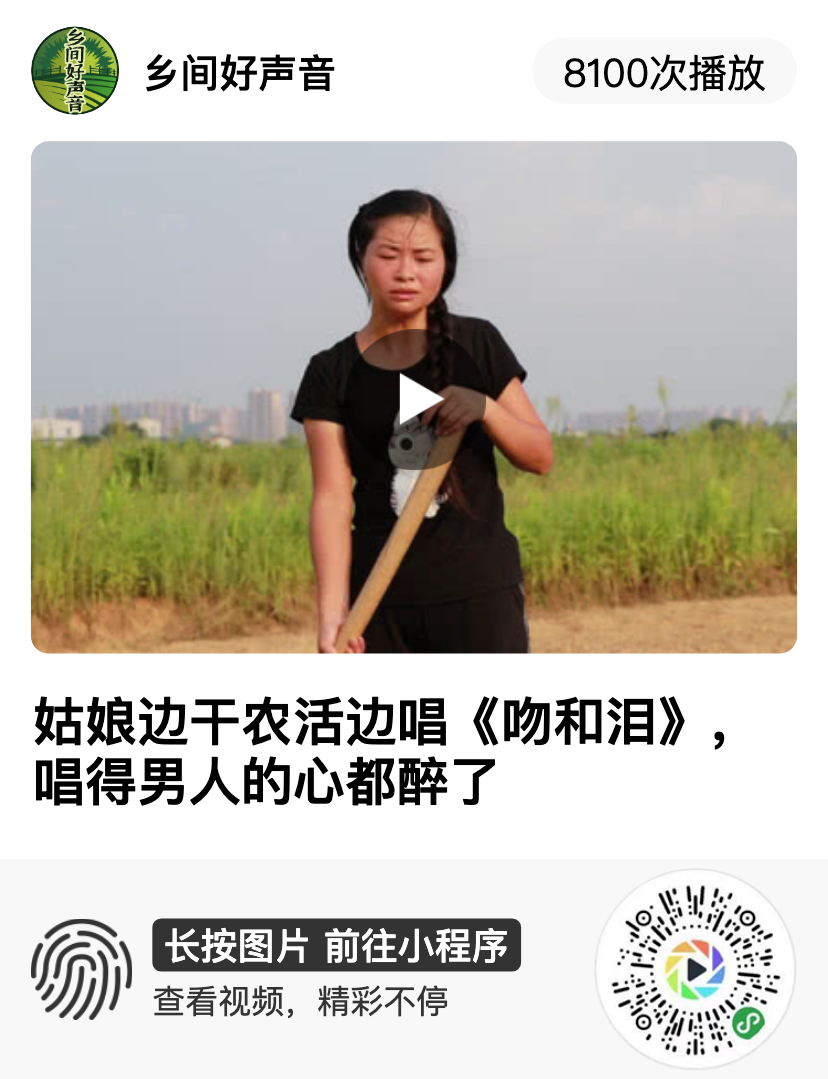 乡间好声音
乡间好声音
8100次播放
姑娘边干农活边唱《吻和泪》，
唱得男人的心都醉了
长按图片 前往小程序
查看视频，精彩不停